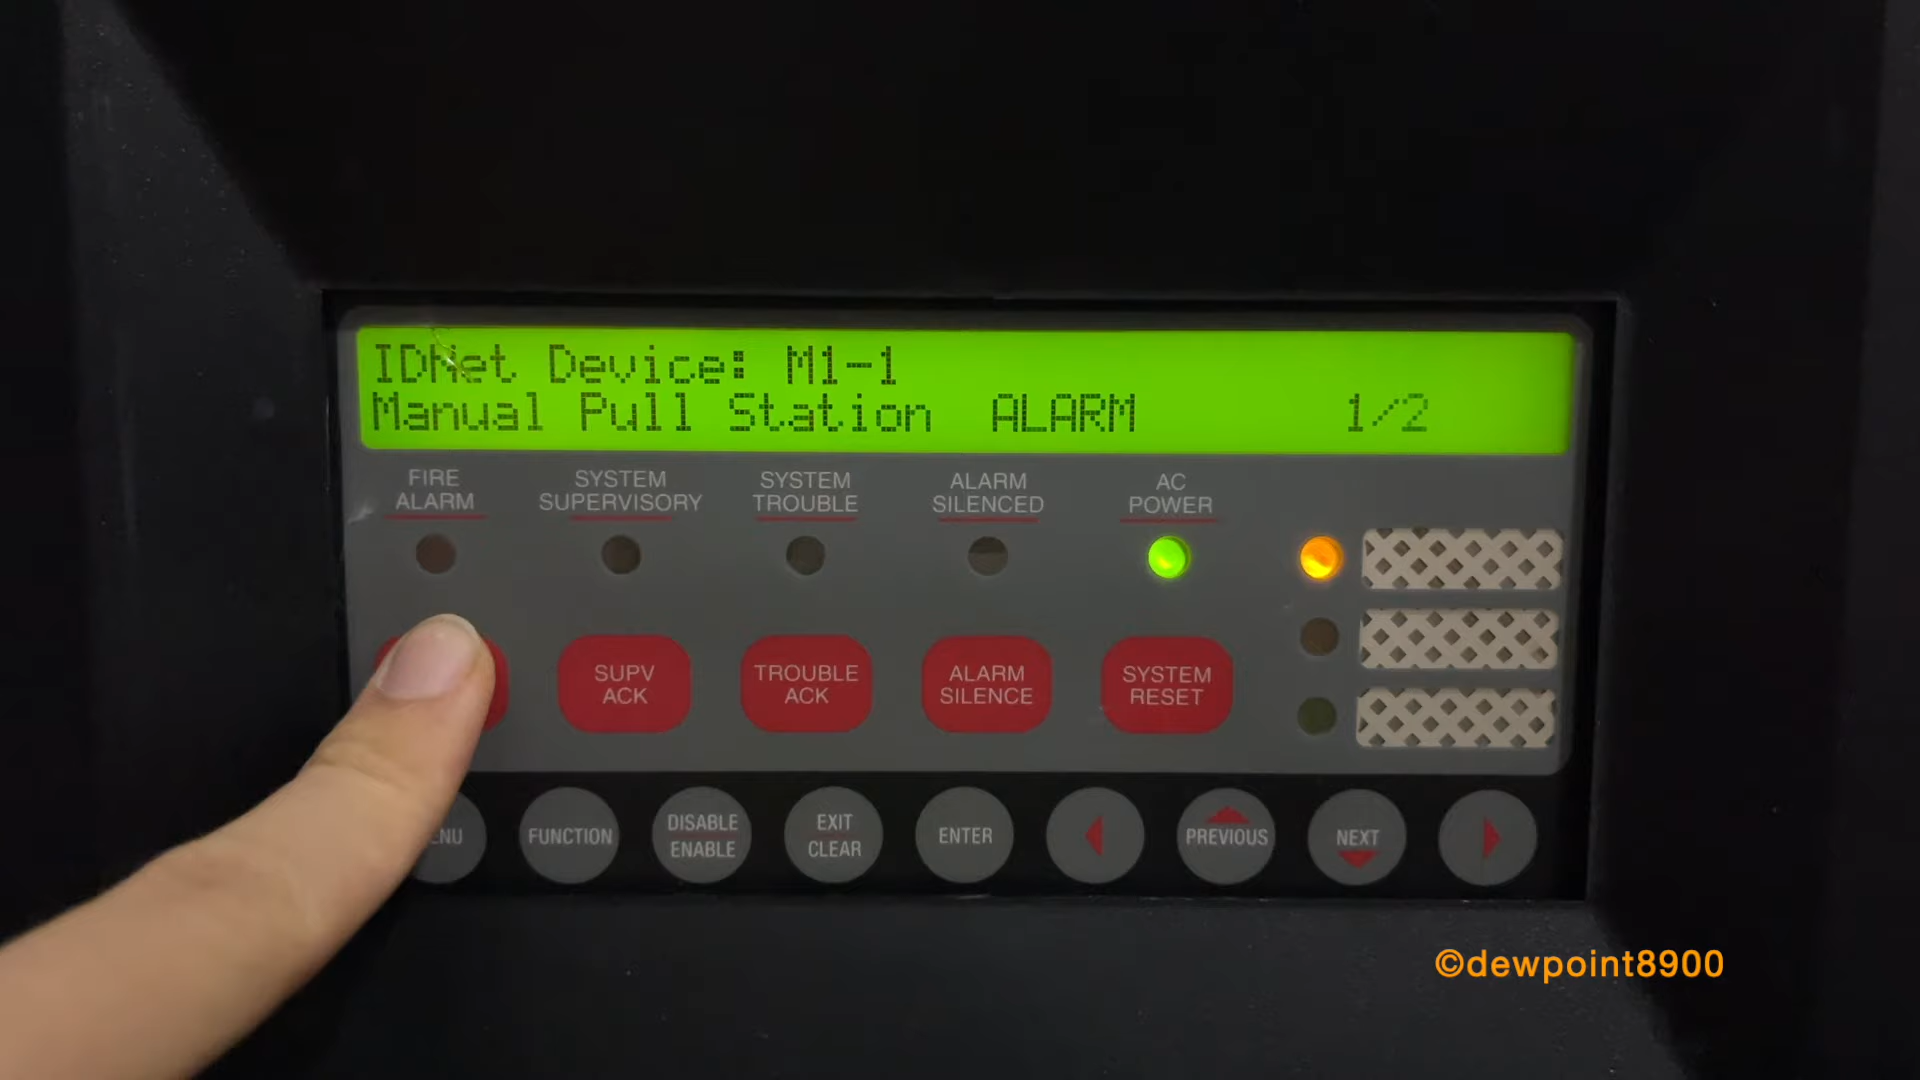 IDNet Device: M1-1
Manual Pull Station ALARM 1/2
FIRE
ALARM
SYSTEM
SUPERVISORY
SYSTEM
TROUBLE
ALARM
SILENCED
AC
POWER
SUPV
ACK
TROUBLE
ACK
ALARM
SILENCE
SYSTEM
RESET
FUNCTION
DISABLE
ENABLE
EXIT
CLEAR
ENTER
PREVIOUS
NEXT
©dewpoint8900